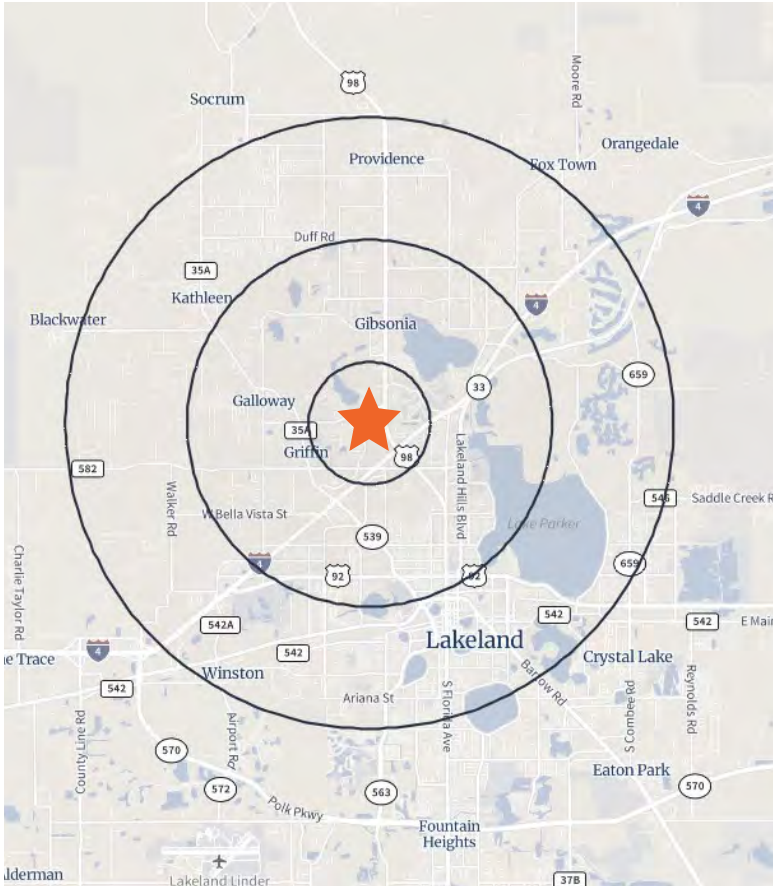 98
Moore Rd
Socrum
Orangedale
Providence
Fox Town
4
Duff Rd
35A
Kathleen
4
Blackwater
Gibsonia
659
33
Galloway
35A
Griffin
98
Lakeland Hills Blvd
582
Walker Rd
546
Saddle Creek R
W Bella Vista St
Lake Parker
539
Charlie Taylor Rd
4
659
92
92
542
542A
542
E Main
Lakeland
542
4
e Trace
Crystal Lake
Winston
Bartow Rd
542
Ariana St
S Florida Ave
S Combee Rd
Reynolds Rd
County Line Rd
Airport Rd
570
Eaton Park
572
563
570
Polk Pkwy
Fountain
Heights
lderman
Lakeland Linder
37B